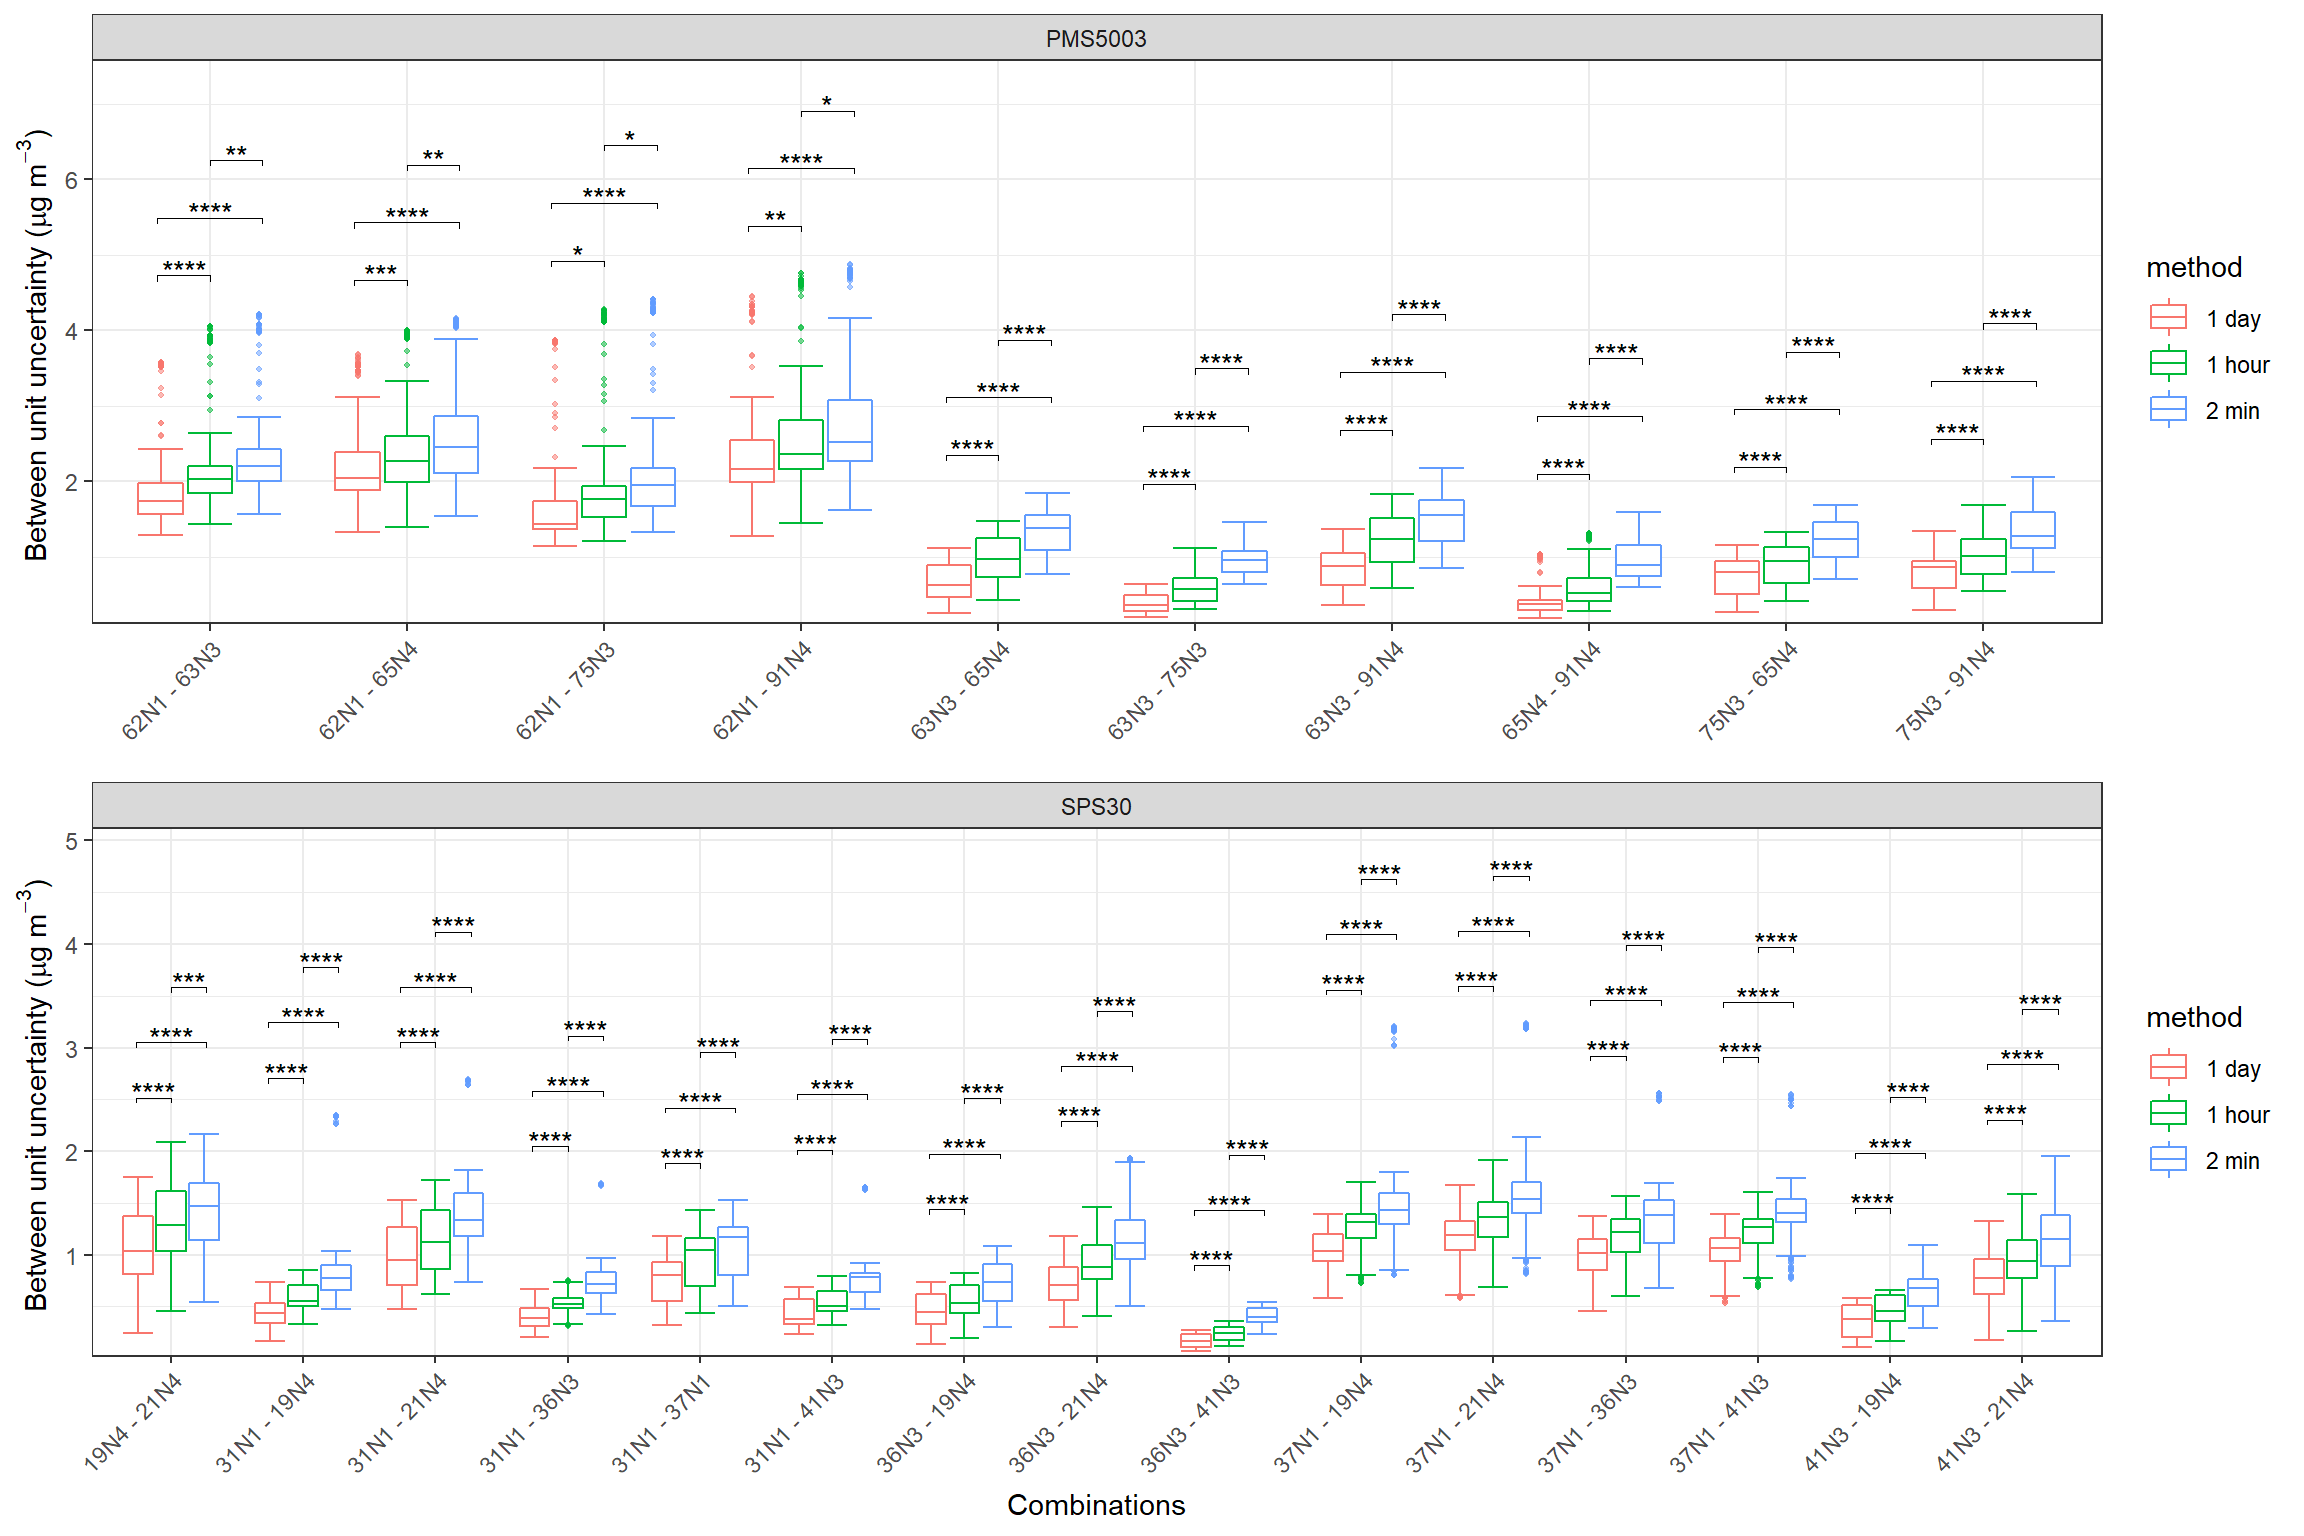 PMS5003
Between unit uncertainty (µg m⁻³)
6
4
2
** ** * * **** **** **** **** **** *** * **
**** **** **** **** **** ****
**** **** **** **** **** ****
**** **** **** **** **** ****
62N1 - 63N3
62N1 - 65N4
62N1 - 75N3
62N1 - 91N4
63N3 - 65N4
63N3 - 75N3
63N3 - 91N4
65N4 - 91N4
75N3 - 65N4
75N3 - 91N4
method
1 day
1 hour
2 min
SPS30
Between unit uncertainty (µg m⁻³)
5
4
3
2
1
*** **** **** **** **** **** **** **** **** **** **** **** **** **** ****
**** **** **** **** **** **** **** **** **** **** **** **** **** **** ****
**** **** **** **** **** **** **** **** **** **** **** **** **** **** ****
19N4 - 21N4
31N1 - 19N4
31N1 - 21N4
31N1 - 36N3
31N1 - 37N1
31N1 - 41N3
36N3 - 19N4
36N3 - 21N4
36N3 - 41N3
37N1 - 19N4
37N1 - 21N4
37N1 - 36N3
37N1 - 41N3
41N3 - 19N4
41N3 - 21N4
Combinations
method
1 day
1 hour
2 min